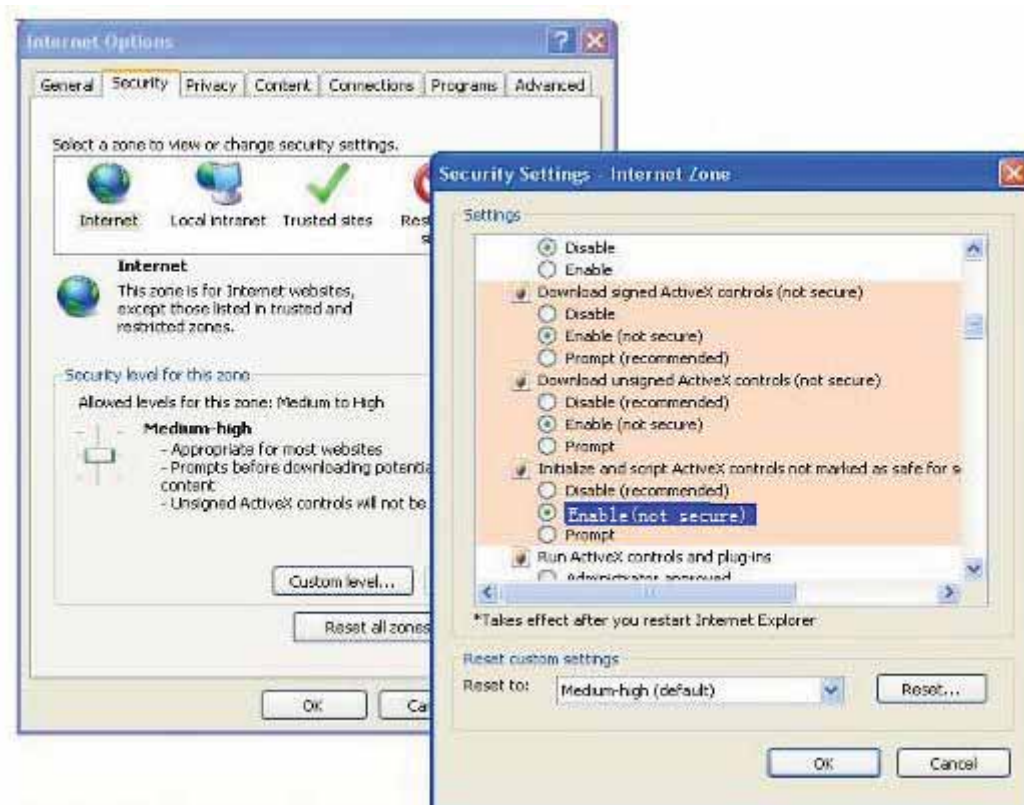 Internet Options
General Security Privacy Content Connections Programs Advanced
Select a zone to view or change security settings.
Internet Local intranet Trusted sites Rest
s
Internet
This zone is for Internet websites,
except those listed in trusted and
restricted zones.
Security level for this zone
Allowed levels for this zone: Medium to High
Medium-high
- Appropriate for most websites
- Prompts before downloading potentia
content
- Unsigned ActiveX controls will not be
Custom level...
Reset all zones
OK Ca
Security Settings - Internet Zone
Settings
Disable
Enable
Download signed ActiveX controls (not secure)
Disable
Enable (not secure)
Prompt (recommended)
Download unsigned ActiveX controls (not secure)
Disable (recommended)
Enable (not secure)
Prompt
Initialize and script ActiveX controls not marked as safe for s
Disable (recommended)
Enable(not secure)
Prompt
Run ActiveX controls and plug-ins
Administrator approved
*Takes effect after you restart Internet Explorer
Reset custom settings
Reset to: Medium-high (default) Reset...
OK Cancel